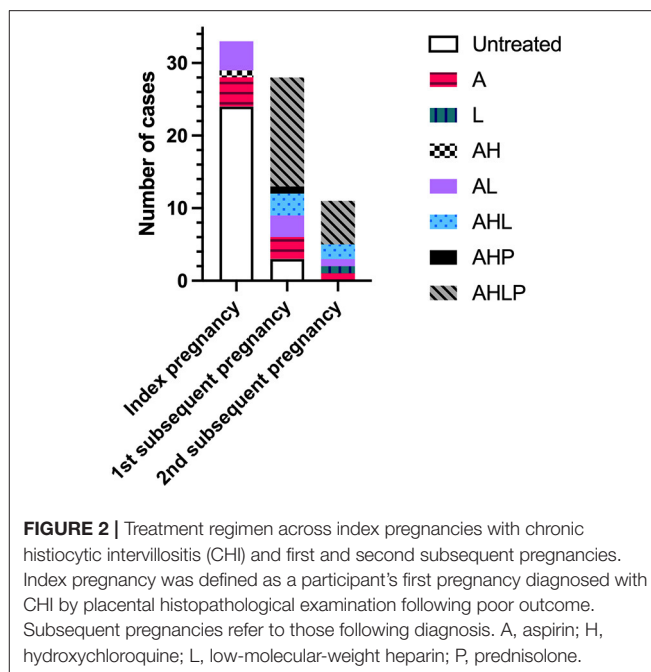 Number of cases
30
20
10
0
Index pregnancy
1st subsequent pregnancy
2nd subsequent pregnancy
Untreated
A
L
AH
AL
AHL
AHP
AHLP
FIGURE 2 | Treatment regimen across index pregnancies with chronic
histiocytic intervillositis (CHI) and first and second subsequent pregnancies.
Index pregnancy was defined as a participant’s first pregnancy diagnosed with
CHI by placental histopathological examination following poor outcome.
Subsequent pregnancies refer to those following diagnosis. A, aspirin; H,
hydroxychloroquine; L, low-molecular-weight heparin; P, prednisolone.